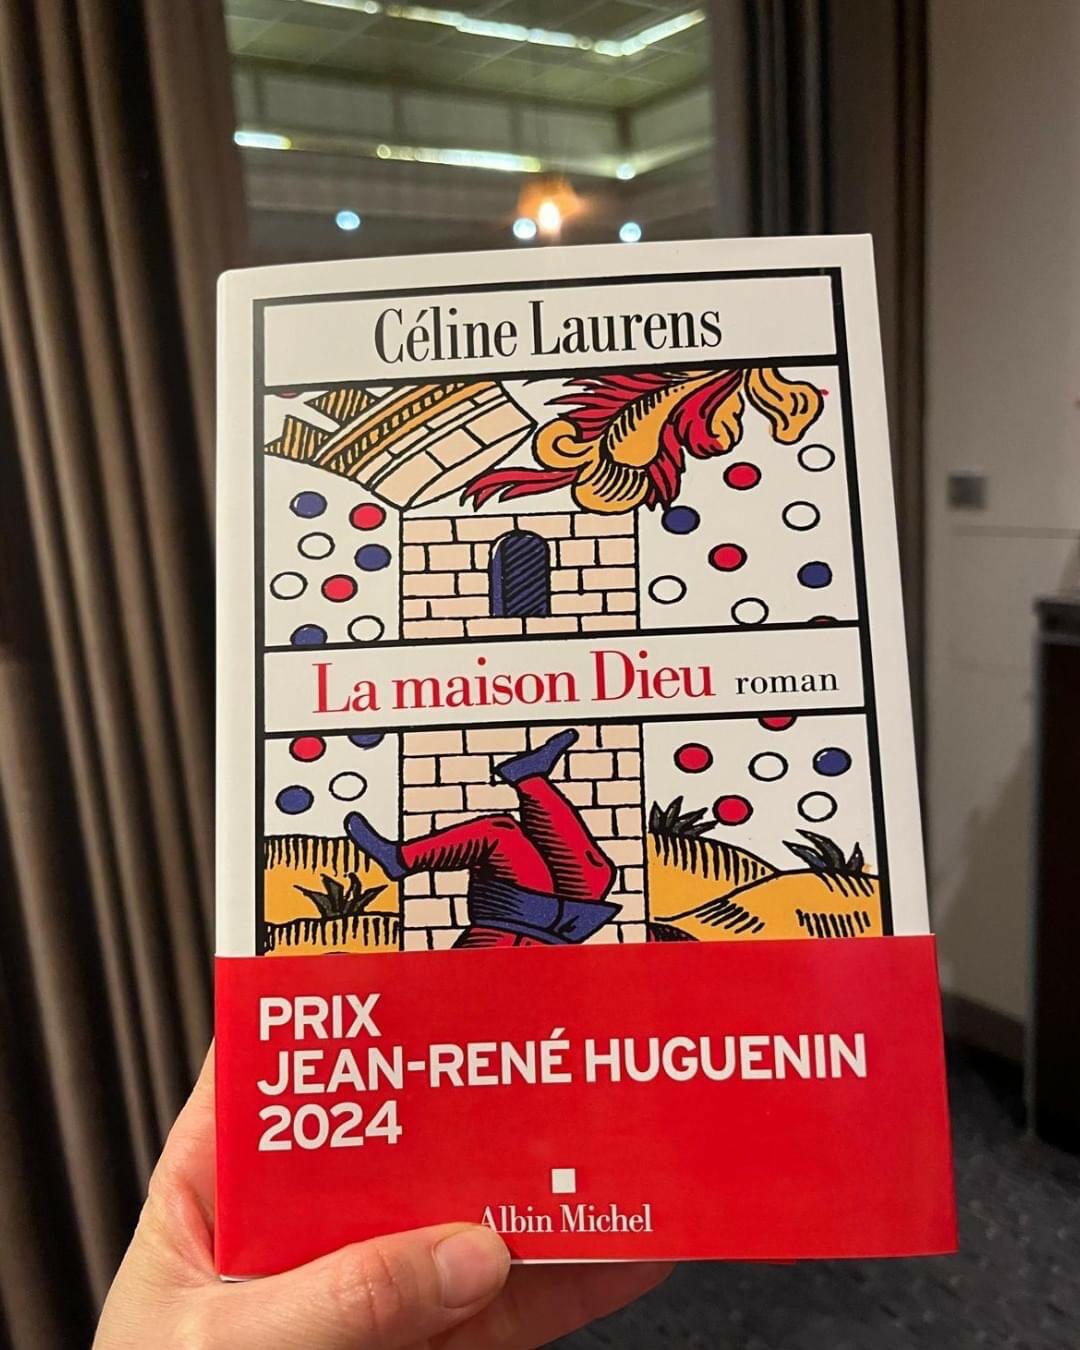 Céline Laurens
La maison Dieu roman
PRIX
JEAN-RENÉ HUGUENIN
2024
Albin Michel